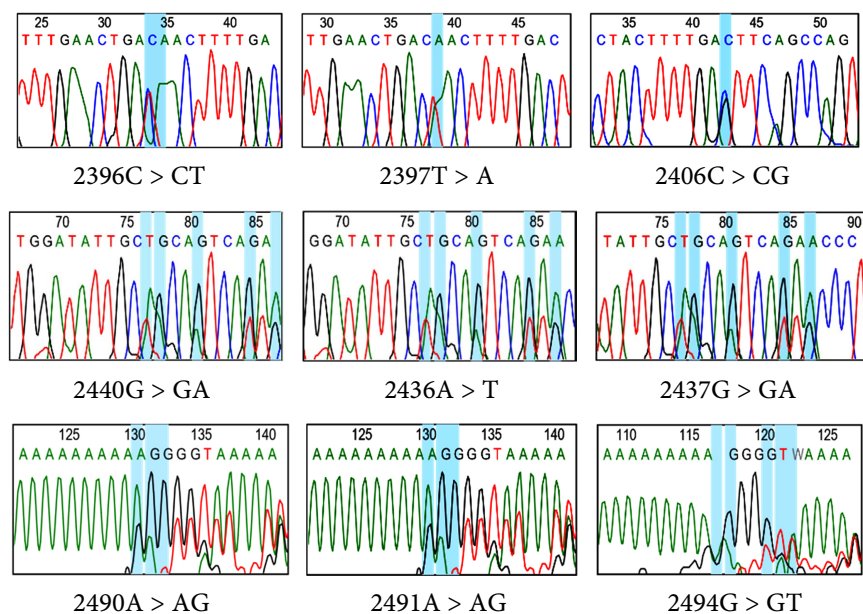 25 30 35 40
TTTGAACTGACAACTTTTGA
2396C > CT
30 35 40 45
TTGAACTGACAACTTTTGAC
2397T > A
35 40 45 50
CTACTTTTGACTTCAGCCAG
2406C > CG
70 75 80 85
TGGATATTGCTGCAGTCAGA
2440G > GA
70 75 80 85
GGATATTGCTGCAGTCAGAA
2436A > T
75 80 85 90
TATTGCTGCAGTCAGAACCC
2437G > GA
125 130 135 140
AAAAAAAAAAGGGGTAAAAA
2490A > AG
125 130 135 140
AAAAAAAAAAGGGGTAAAAA
2491A > AG
110 115 120 125
AAAAAAAAA GGGGTWAAAA
2494G > GT